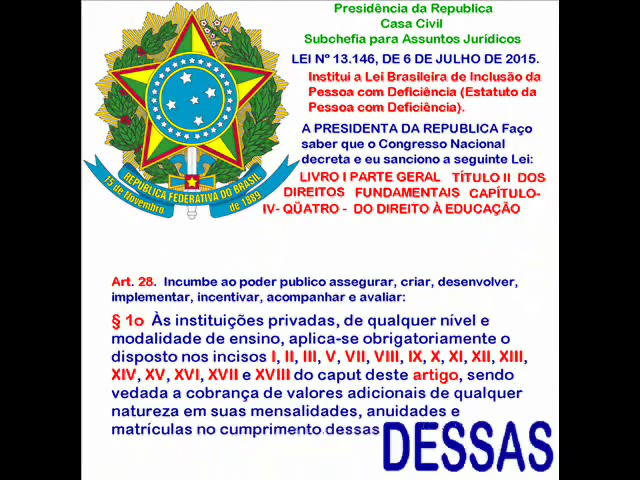 Presidência da Republica
Casa Civil
Subchefia para Assuntos Jurídicos
LEI Nº 13.146, DE 6 DE JULHO DE 2015.
Institui a Lei Brasileira de Inclusão da
Pessoa com Deficiência (Estatuto da
Pessoa com Deficiência).
A PRESIDENTA DA REPUBLICA Faço
saber que o Congresso Nacional
decreta e eu sanciono a seguinte Lei:
LIVRO I PARTE GERAL TÍTULO II DOS
DIREITOS FUNDAMENTAIS CAPÍTULO-
IV- QÜATRO - DO DIREITO À EDUCAÇÃO
REPUBLICA FEDERATIVA DO BRASIL
15 de Novembro
de 1889
Art. 28. Incumbe ao poder publico assegurar, criar, desenvolver,
implementar, incentivar, acompanhar e avaliar:
§ 1o Às instituições privadas, de qualquer nível e
modalidade de ensino, aplica-se obrigatoriamente o
disposto nos incisos I, II, III, V, VII, VIII, IX, X, XI, XII, XIII,
XIV, XV, XVI, XVII e XVIII do caput deste artigo, sendo
vedada a cobrança de valores adicionais de qualquer
natureza em suas mensalidades, anuidades e
matrículas no cumprimento dessas
DESSAS